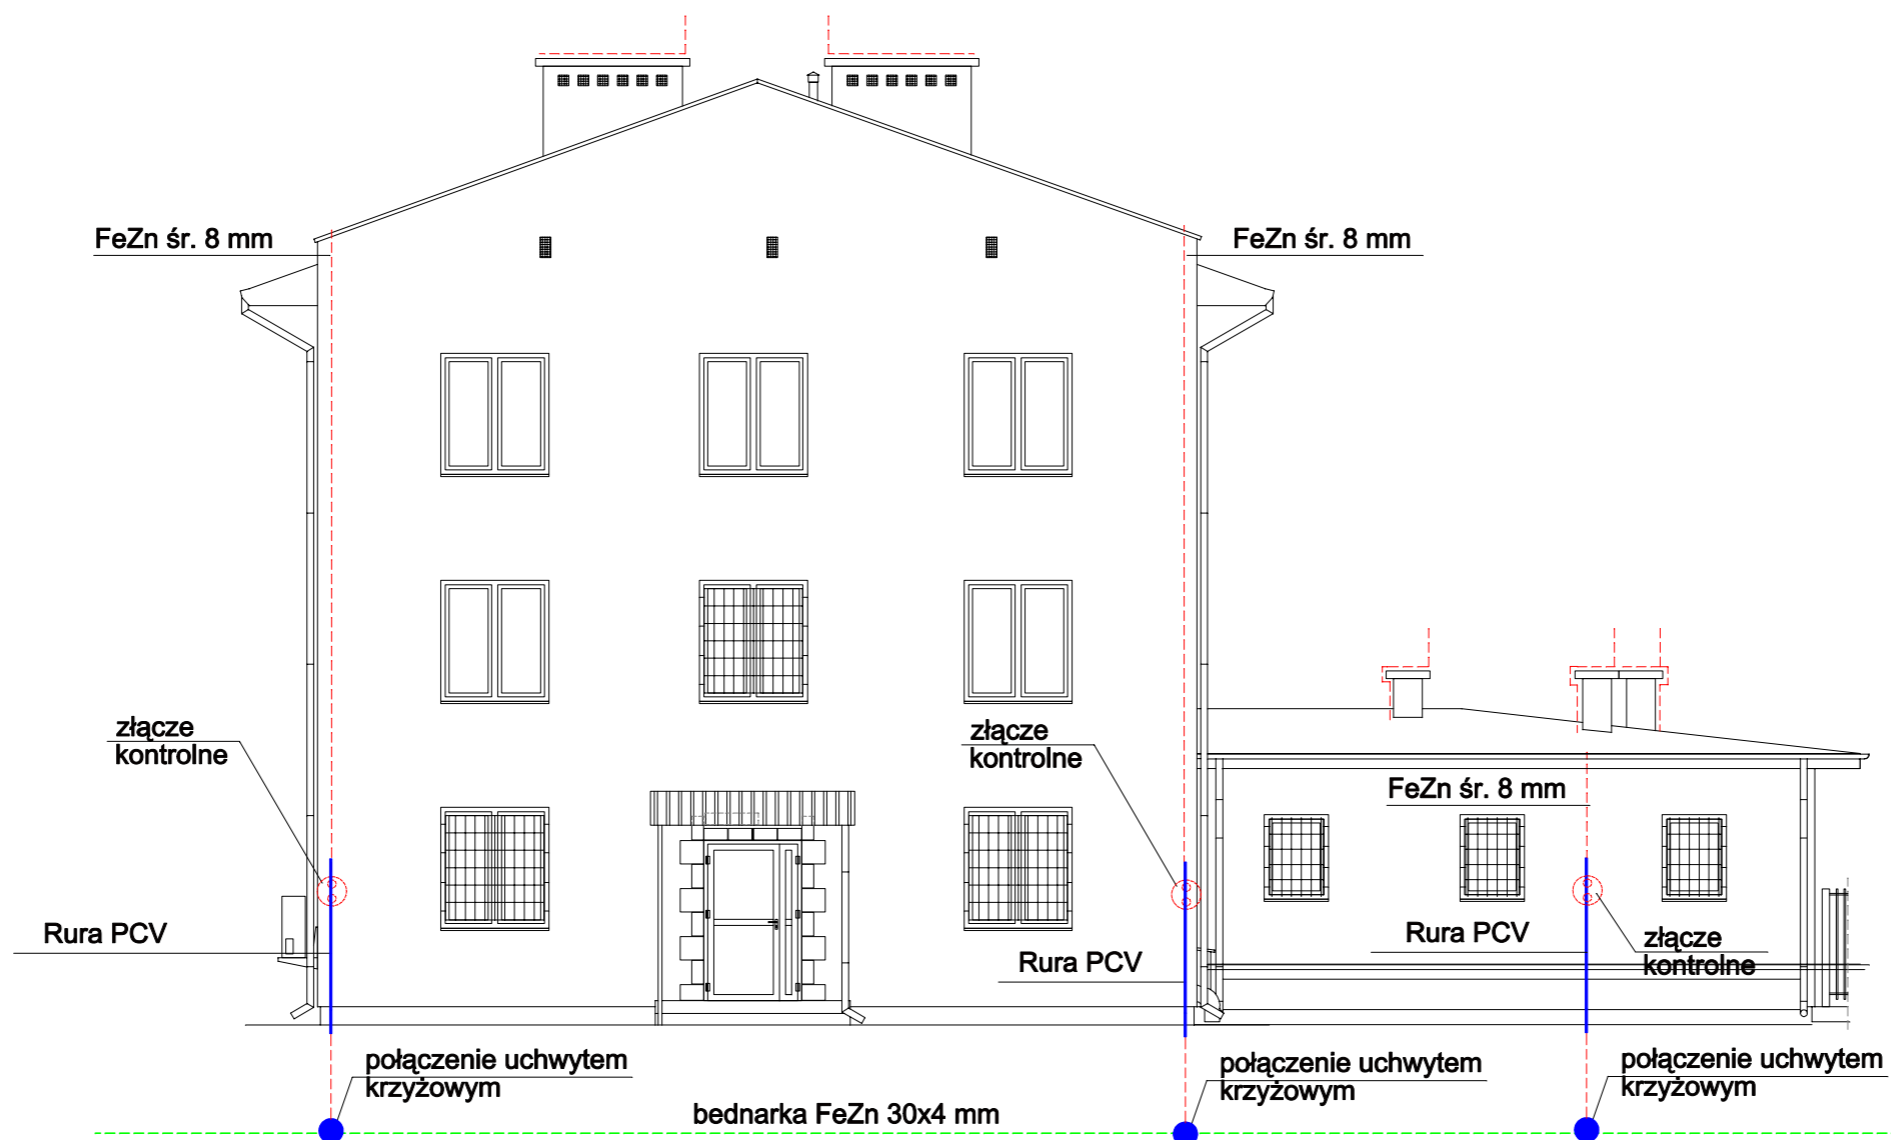 FeZn śr. 8 mm
FeZn śr. 8 mm
złącze
kontrolne
złącze
kontrolne
FeZn śr. 8 mm
Rura PCV
Rura PCV
Rura PCV
złącze
kontrolne
połączenie uchwytem
krzyżowym
połączenie uchwytem
krzyżowym
połączenie uchwytem
krzyżowym
bednarka FeZn 30x4 mm